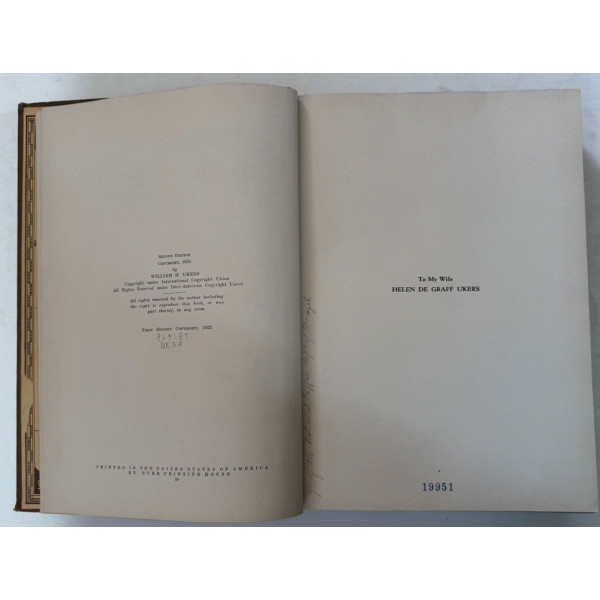 SECOND EDITION
COPYRIGHT, 1935
by
WILLIAM H. UKERS
Copyright under International Copyright Union
All Rights Reserved under Inter-American Copyright Union
All rights reserved by the author including
the right to reproduce this book, or any
part thereof, in any form
FIRST EDITION COPYRIGHT, 1922
PRINTED IN THE UNITED STATES OF AMERICA
BY BURR PRINTING HOUSE
To My Wife
HELEN DE GRAFF UKERS
19951